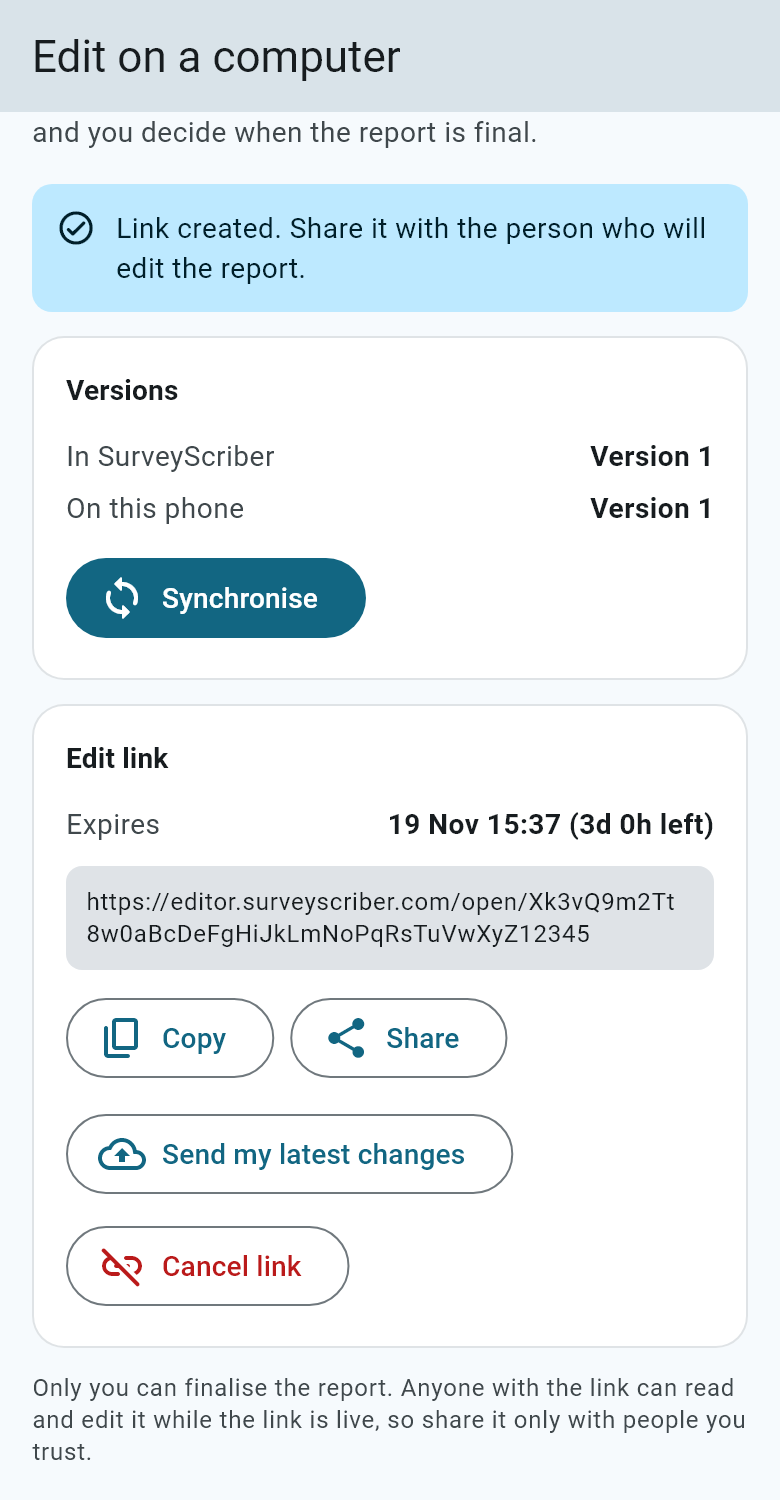 Edit on a computer
and you decide when the report is final.
Link created. Share it with the person who will
edit the report.
Versions
In SurveyScriber Version 1
On this phone Version 1
Synchronise
Edit link
Expires 19 Nov 15:37 (3d 0h left)
https://editor.surveyscriber.com/open/Xk3vQ9m2Tt
8w0aBcDeFgHiJkLmNoPqRsTuVwXyZ12345
Copy Share
Send my latest changes
Cancel link
Only you can finalise the report. Anyone with the link can read
and edit it while the link is live, so share it only with people you
trust.